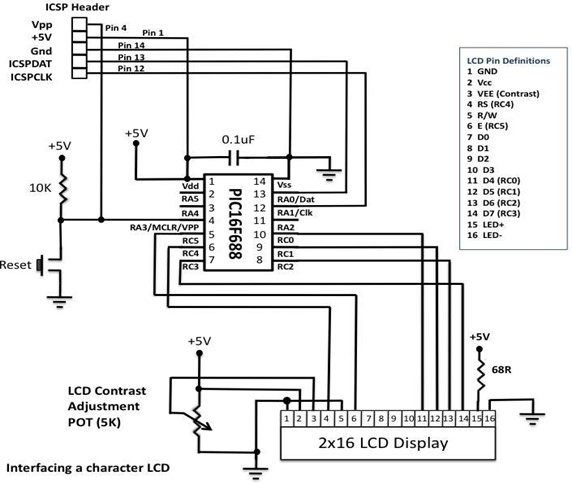 ICSP Header
Vpp
+5V
Gnd
ICSPDAT
ICSPCLK
Pin 4
Pin 1
Pin 14
Pin 13
Pin 12
LCD Pin Definitions
1 GND
2 Vcc
3 VEE (Contrast)
4 RS (RC4)
5 R/W
6 E (RC5)
7 D0
8 D1
9 D2
10 D3
11 D4 (RC0)
12 D5 (RC1)
13 D6 (RC2)
14 D7 (RC3)
15 LED+
16 LED-
+5V
+5V
0.1uF
10K
Reset
PIC16F688
1 14
2 13
3 12
4 11
5 10
6 9
7 8
Vdd
RA5
RA4
RA3/MCLR/VPP
RC5
RC4
RC3
Vss
RA0/Dat
RA1/Clk
RA2
RC0
RC1
RC2
+5V
68R
+5V
LCD Contrast
Adjustment
POT (5K)
1 2 3 4 5 6 7 8 9 10 11 12 13 14 15 16
2x16 LCD Display
Interfacing a character LCD